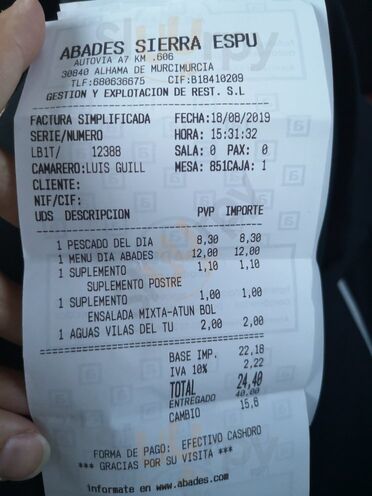 ABADES SIERRA ESPU
AUTOVIA A7 KM .606
30840 ALHAMA DE MURCIMURCIA
TLF:680636675 CIF:B18410209
GESTION Y EXPLOTACION DE REST. S.L
FACTURA SIMPLIFICADA FECHA:18/08/2019
SERIE/NUMERO HORA: 15:31:32
LB1T/ 12388 SALA: 0 PAX: 0
CAMARERO:LUIS GUILL MESA: 851CAJA: 1
CLIENTE:
NIF/CIF:
UDS DESCRIPCION PVP IMPORTE
1 PESCADO DEL DIA 8,30 8,30
1 MENU DIA ABADES 12,00 12,00
1 SUPLEMENTO 1,10 1,10
SUPLEMENTO POSTRE
1 SUPLEMENTO 1,00 1,00
ENSALADA MIXTA-ATUN BOL
1 AGUAS VILAS DEL TU 2,00 2,00
BASE IMP. 22,18
IVA 10% 2,22
TOTAL 24,40
ENTREGADO 40,00
CAMBIO 15,6
FORMA DE PAGO: EFECTIVO CASHDRO
*** GRACIAS POR SU VISITA ***
informate en www.abades.com